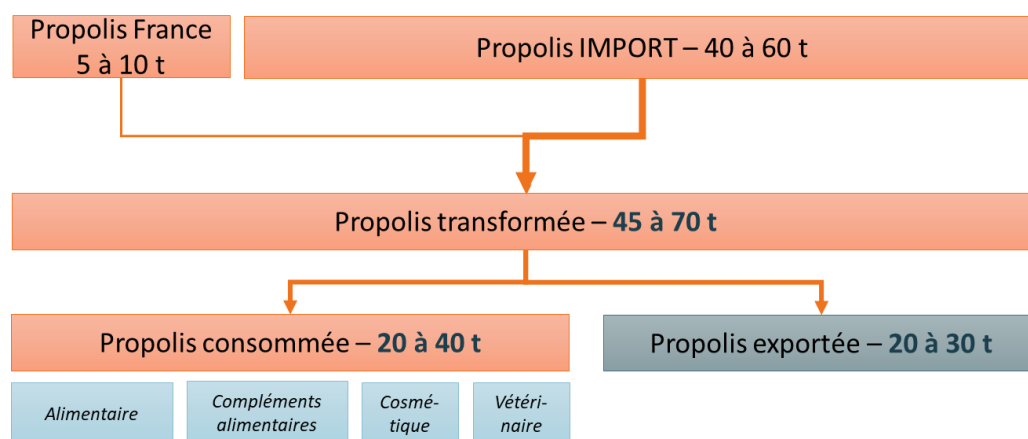 Propolis France
5 à 10 t
Propolis IMPORT – 40 à 60 t
Propolis transformée – 45 à 70 t
Propolis consommée – 20 à 40 t
Propolis exportée – 20 à 30 t
Alimentaire
Compléments
alimentaires
Cosmé-
tique
Vétéri-
naire